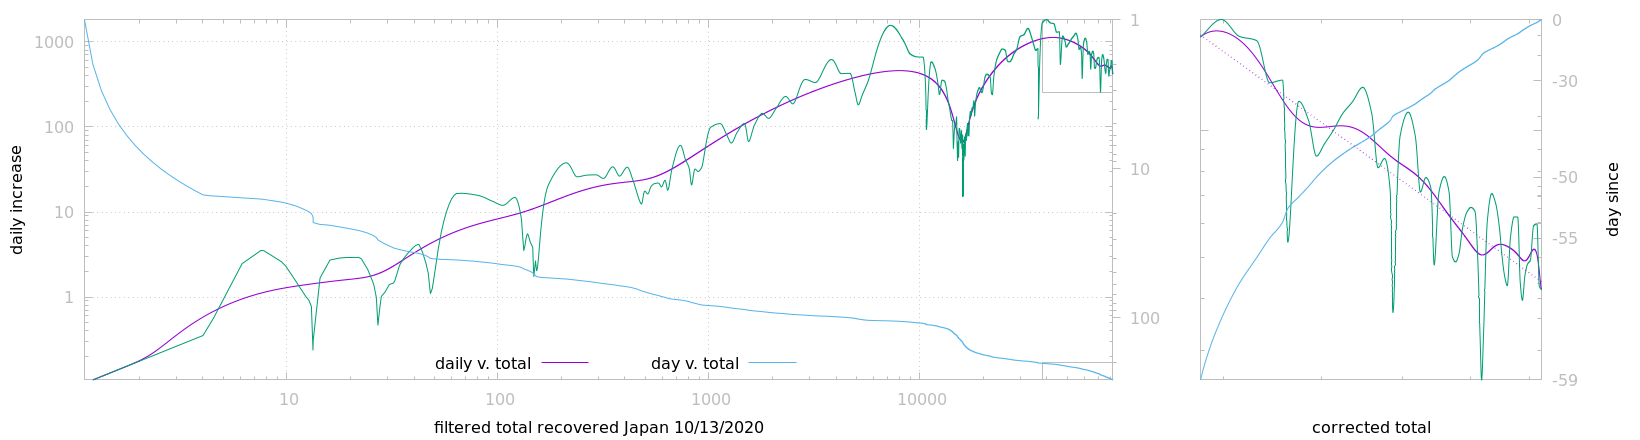 1000
100
10
1
daily increase
10
100
1000
10000
filtered total recovered Japan 10/13/2020
daily v. total
day v. total
1
10
100
0
-30
-50
-55
-59
day since
corrected total